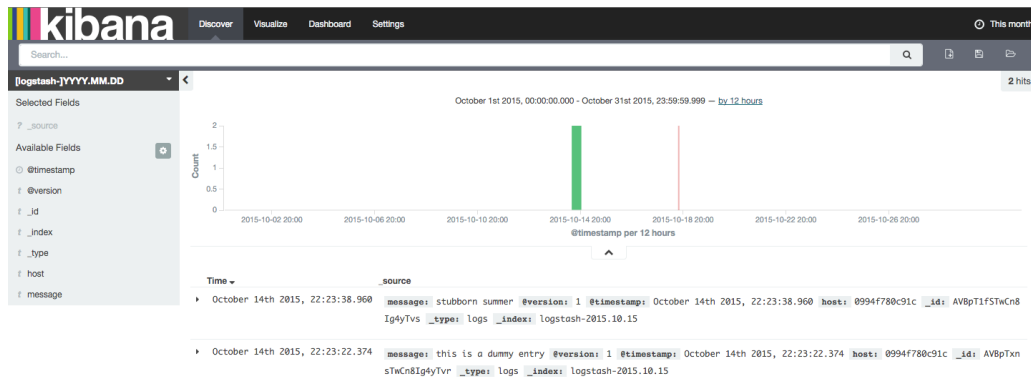 kibana
Discover Visualize Dashboard Settings This month
Search...
[logstash-]YYYY.MM.DD
2 hits
Selected Fields
? _source
Available Fields
@timestamp
t @version
t _id
t _index
t _type
t host
t message
October 1st 2015, 00:00:00.000 - October 31st 2015, 23:59:59.999 — by 12 hours
Count
2
1.5
1
0.5
0
2015-10-02 20:00 2015-10-06 20:00 2015-10-10 20:00 2015-10-14 20:00 2015-10-18 20:00 2015-10-22 20:00 2015-10-26 20:00
@timestamp per 12 hours
Time _source
October 14th 2015, 22:23:38.960 message: stubborn summer @version: 1 @timestamp: October 14th 2015, 22:23:38.960 host: 0994f780c91c _id: AVBpT1fSTwCn8
Ig4yTvs _type: logs _index: logstash-2015.10.15
October 14th 2015, 22:23:22.374 message: this is a dummy entry @version: 1 @timestamp: October 14th 2015, 22:23:22.374 host: 0994f780c91c _id: AVBpTxn
sTwCn8Ig4yTvr _type: logs _index: logstash-2015.10.15